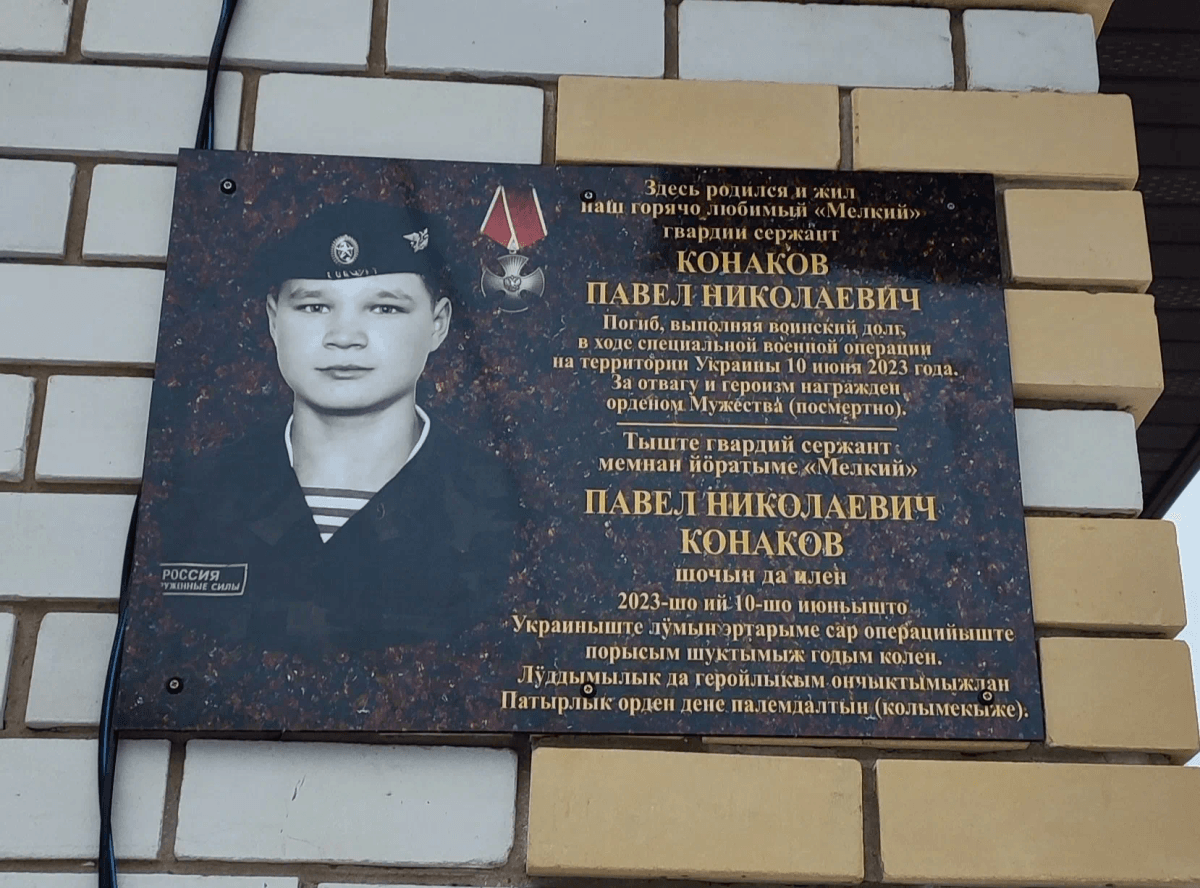 Здесь родился и жил
наш горячо любимый «Мелкий»
гвардии сержант
КОНАКОВ
ПАВЕЛ НИКОЛАЕВИЧ
Погиб, выполняя воинский долг,
в ходе специальной военной операции
на территории Украины 10 июня 2023 года.
За отвагу и героизм награжден
орденом Мужества (посмертно).
Тыште гвардий сержант
мемнан йӧратыме «Мелкий»
ПАВЕЛ НИКОЛАЕВИЧ
КОНАКОВ
шочын да илен
2023-шо ий 10-шо июньышто
Украиныште лӱмын эртарыме сар операцийыште
порысым шуктымыж годым колен.
Лӱддымылык да геройлыкым ончыктымыжлан
Патырлык орден дене палемдалтын (колымекыже).
РОССИЯ
УЖЕННЫЕ СИЛЫ